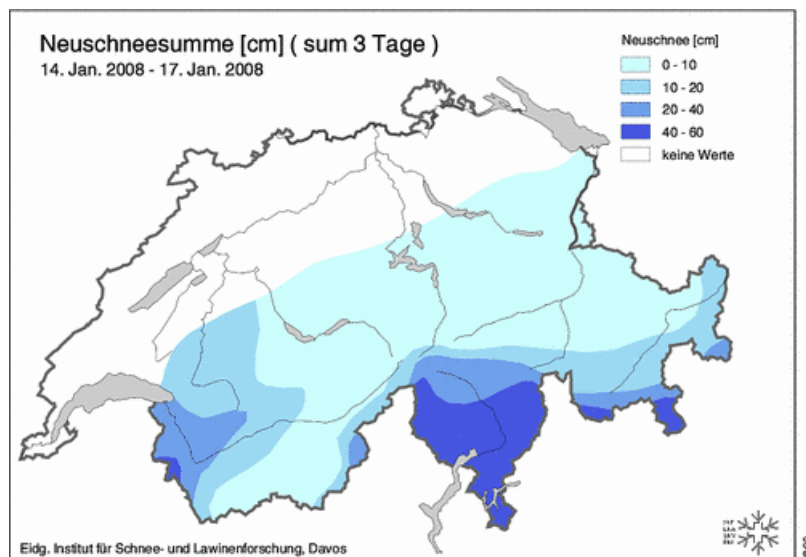 Neuschneesumme [cm] ( sum 3 Tage )
14. Jan. 2008 - 17. Jan. 2008
Neuschnee [cm]
0 - 10
10 - 20
20 - 40
40 - 60
keine Werte
Eidg. Institut für Schnee- und Lawinenforschung, Davos